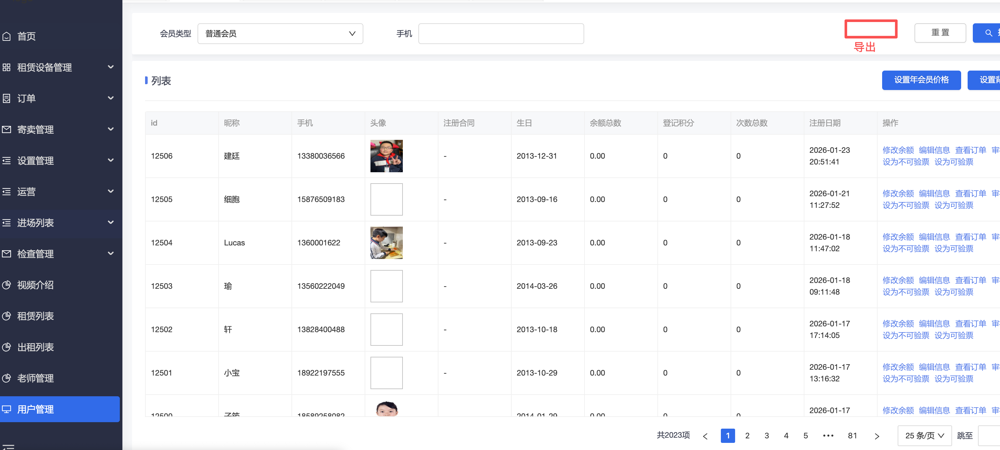 会员类型 普通会员 手机 重 置
导出
首页
租赁设备管理
订单
寄卖管理
设置管理
运营
进场列表
检查管理
视频介绍
租赁列表
出租列表
老师管理
用户管理
列表 设置年会员价格 设置
id 昵称 手机 头像 注册合同 生日 余额总数 登记积分 次数总数 注册日期 操作
12506 建廷 13380036566 - 2013-12-31 0.00 0 0 2026-01-23 20:51:41 修改余额 编辑信息 查看订单 审
设为不可验票 设为可验票
12505 细胞 15876509183 - 2013-09-16 0.00 0 0 2026-01-21 11:27:52 修改余额 编辑信息 查看订单 审
设为不可验票 设为可验票
12504 Lucas 1360001622 - 2013-09-23 0.00 0 0 2026-01-18 11:47:02 修改余额 编辑信息 查看订单 审
设为不可验票 设为可验票
12503 瑜 13560222049 - 2014-03-26 0.00 0 0 2026-01-18 09:11:48 修改余额 编辑信息 查看订单 审
设为不可验票 设为可验票
12502 轩 13828400488 - 2013-10-18 0.00 0 0 2026-01-17 17:14:05 修改余额 编辑信息 查看订单 审
设为不可验票 设为可验票
12501 小宝 18922197555 - 2013-10-29 0.00 0 0 2026-01-17 13:16:32 修改余额 编辑信息 查看订单 审
设为不可验票 设为可验票
12500 18589258082 2014-01-29 0.00 0 0 2026-01-17 修改余额 编辑信息 查看订单 审
共2023项 < 1 2 3 4 5 ••• 81 > 25 条/页 跳至